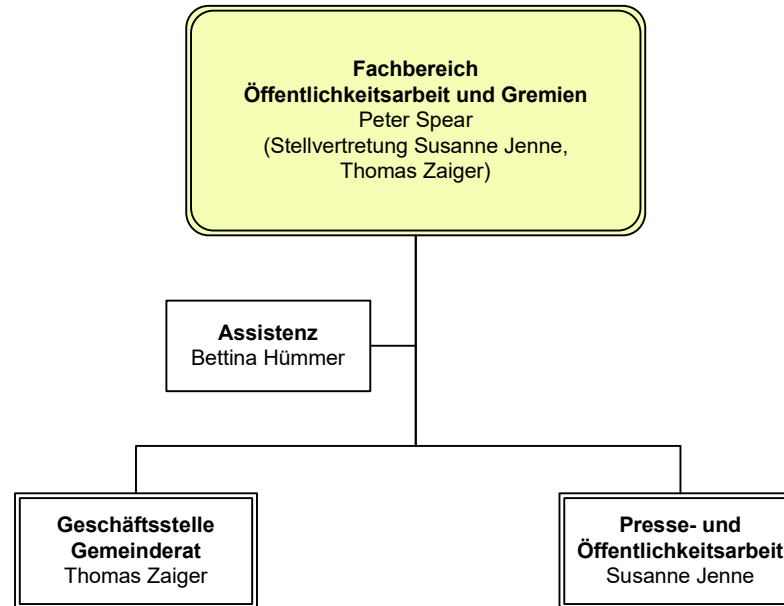 Fachbereich
Öffentlichkeitsarbeit und Gremien
Peter Spear
(Stellvertretung Susanne Jenne,
Thomas Zaiger)
Assistenz
Bettina Hümmer
Geschäftsstelle
Gemeinderat
Thomas Zaiger
Presse- und
Öffentlichkeitsarbeit
Susanne Jenne